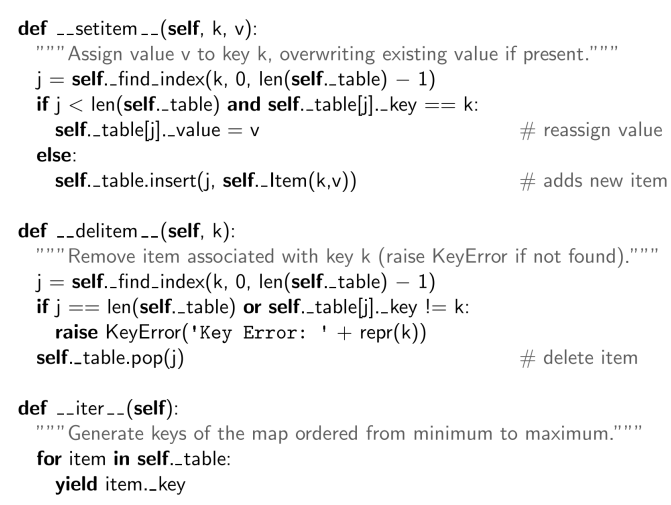 def __setitem__(self, k, v):
"""Assign value v to key k, overwriting existing value if present."""
j = self._find_index(k, 0, len(self._table) − 1)
if j < len(self._table) and self._table[j]._key == k:
self._table[j]._value = v # reassign value
else:
self._table.insert(j, self._Item(k,v)) # adds new item
def __delitem__(self, k):
"""Remove item associated with key k (raise KeyError if not found)."""
j = self._find_index(k, 0, len(self._table) − 1)
if j == len(self._table) or self._table[j]._key != k:
raise KeyError('Key Error: ' + repr(k))
self._table.pop(j) # delete item
def __iter__(self):
"""Generate keys of the map ordered from minimum to maximum."""
for item in self._table:
yield item._key